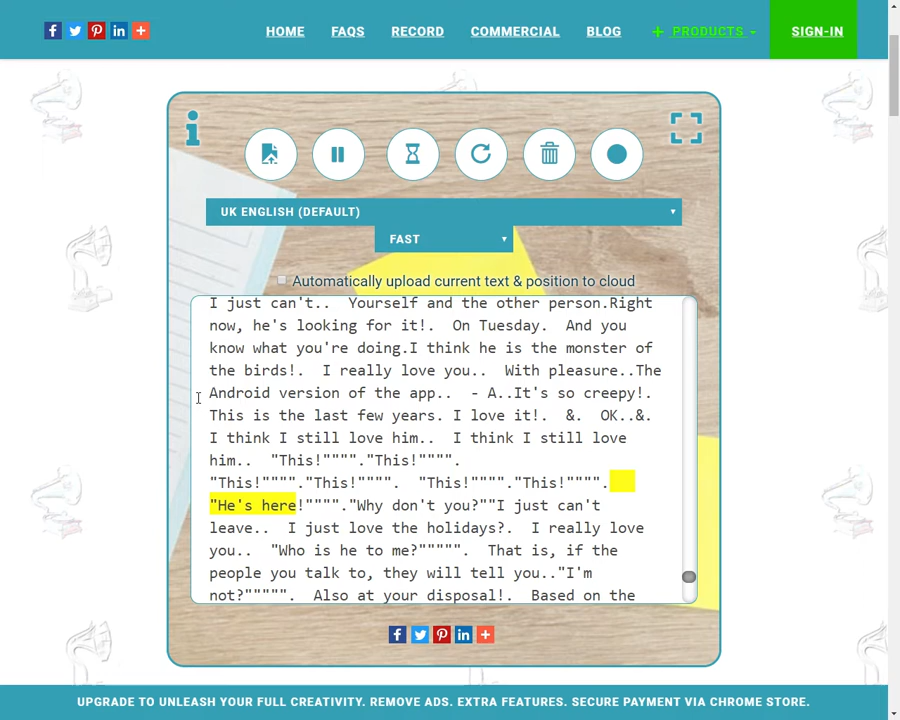 HOME FAQS RECORD COMMERCIAL BLOG + PRODUCTS SIGN-IN
UK ENGLISH (DEFAULT)
FAST
Automatically upload current text & position to cloud
I just can't..  Yourself and the other person.Right
now, he's looking for it!.  On Tuesday.  And you
know what you're doing.I think he is the monster of
the birds!.  I really love you..  With pleasure..The
Android version of the app..  - A..It's so creepy!.
This is the last few years. I love it!.  &.  OK..&.
I think I still love him..  I think I still love
him..  "This!"""".."This!"""".
"This!""""."This!"""".  "This!""""."This!"""".
"He's here!""""."Why don't you?""I just can't
leave..  I just love the holidays?.  I really love
you..  "Who is he to me?""""".  That is, if the
people you talk to, they will tell you.."I'm
not?""""".  Also at your disposal!.  Based on the
UPGRADE TO UNLEASH YOUR FULL CREATIVITY. REMOVE ADS. EXTRA FEATURES. SECURE PAYMENT VIA CHROME STORE.